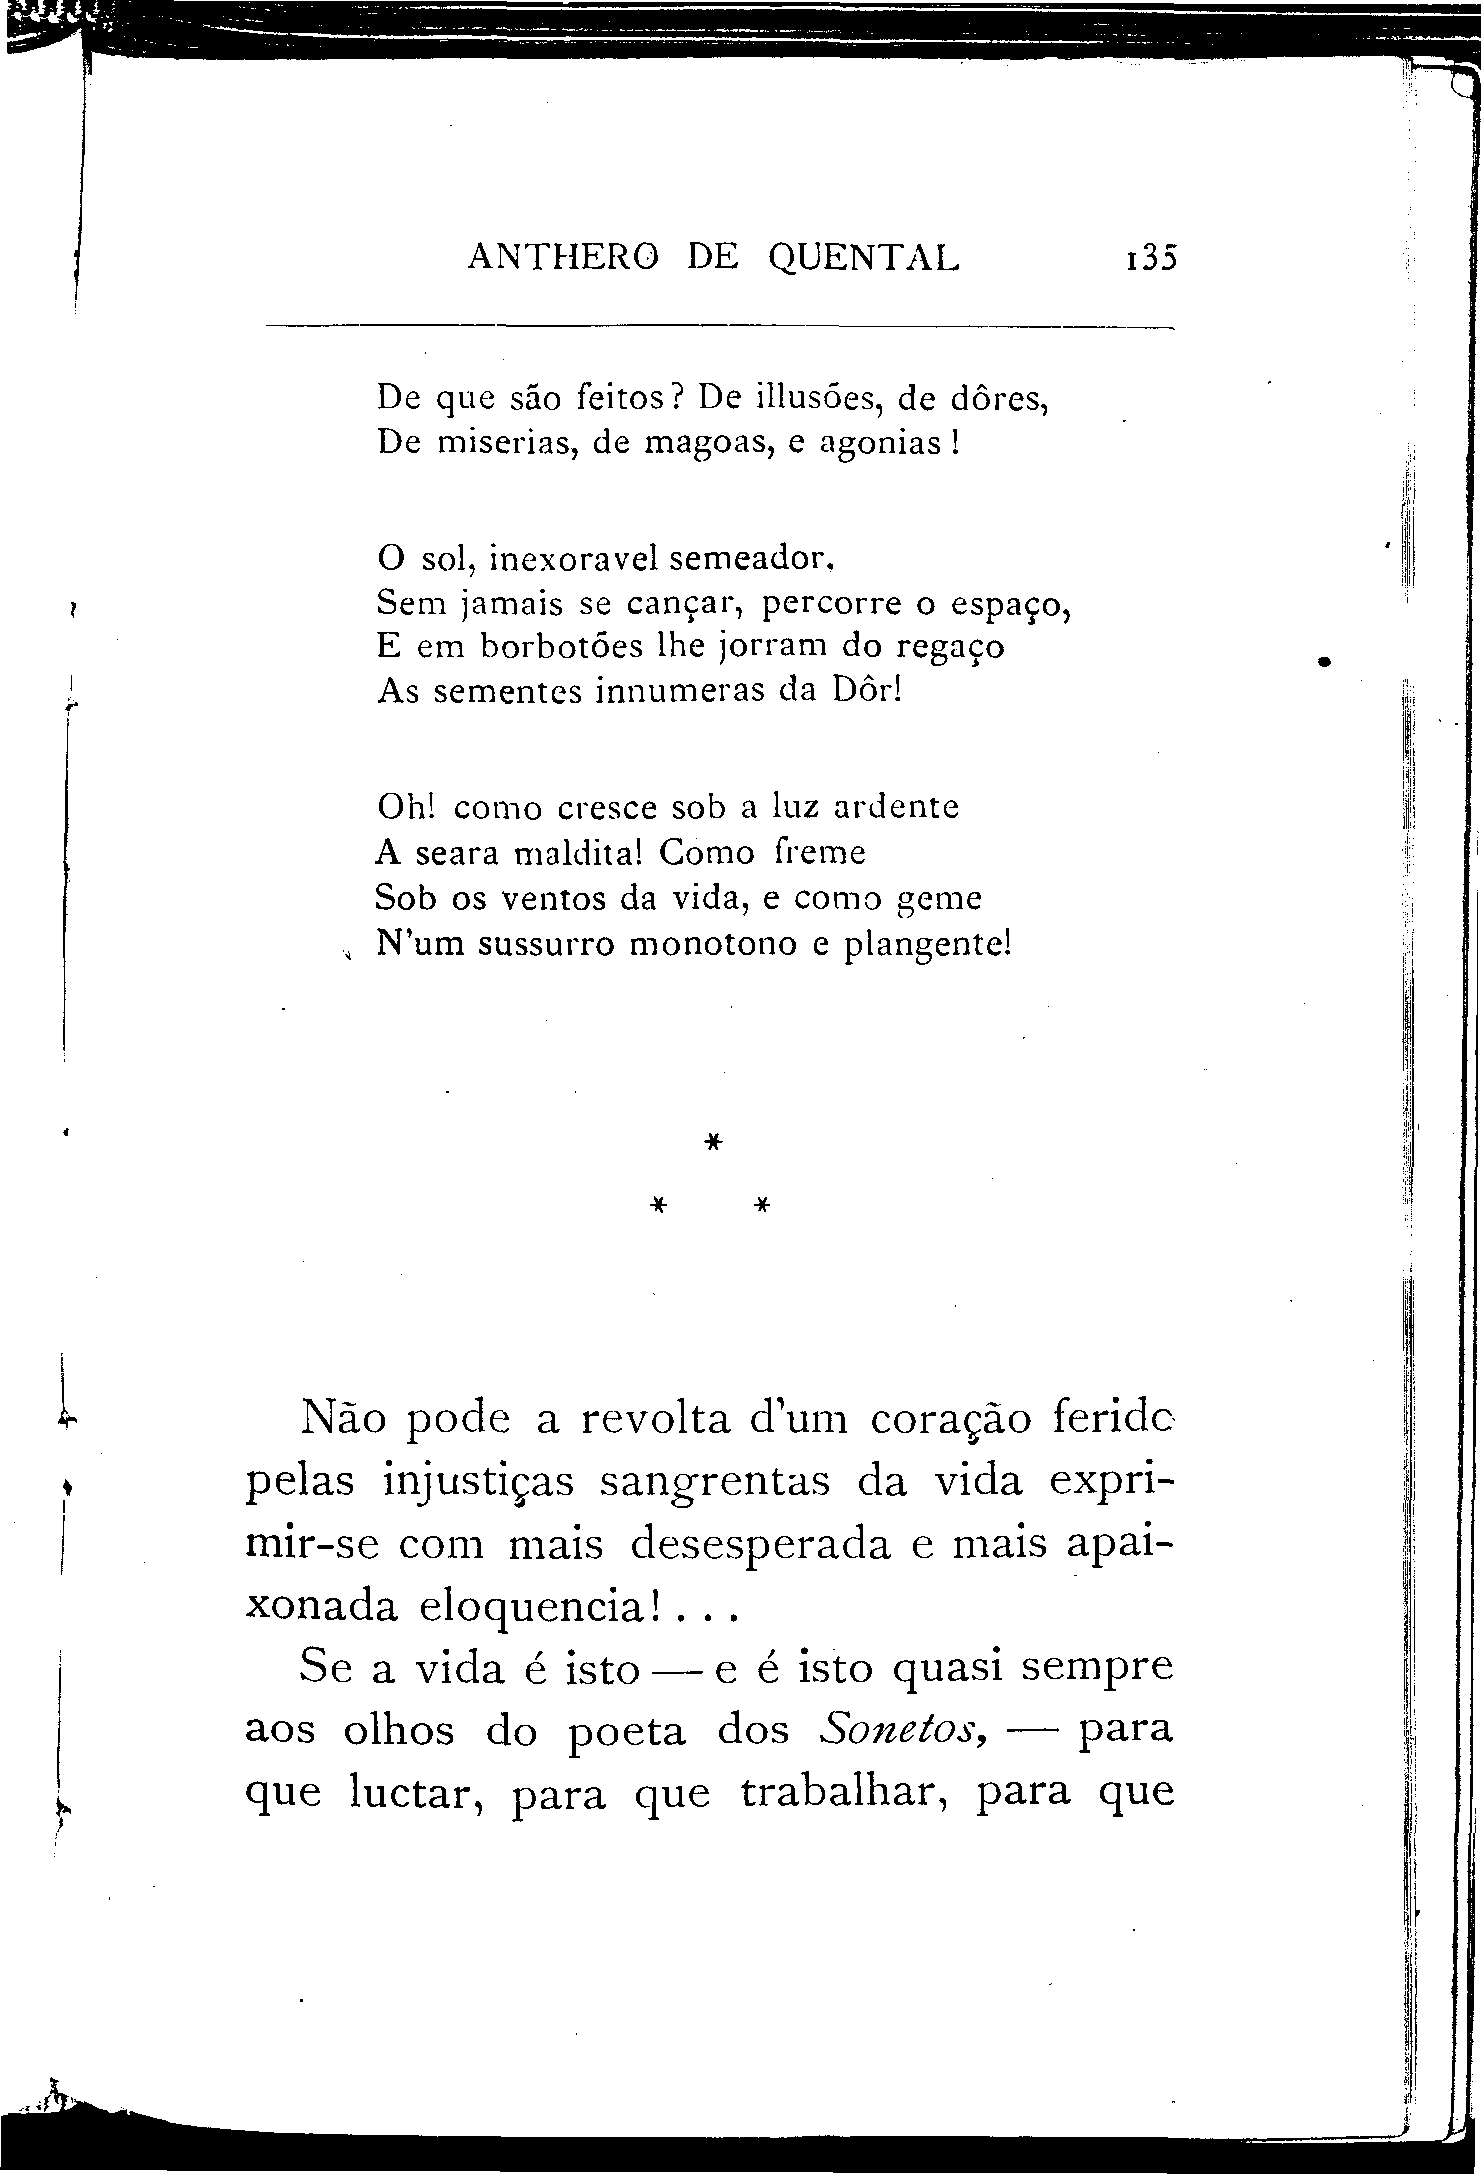 ANTHERO DE QUENTAL 135
De que são feitos? De illusões, de dôres,
De miserias, de magoas, e agonias!
O sol, inexoravel semeador.
Sem jamais se cançar, percorre o espaço,
E em borbotões lhe jorram do regaço
As sementes innumeras da Dôr!
Oh! como cresce sob a luz ardente
A seara maldita! Como freme
Sob os ventos da vida, e como geme
N'um sussurro monotono e plangente!
*
* *
Não pode a revolta d'um coração ferido
pelas injustiças sangrentas da vida expri-
mir-se com mais desesperada e mais apai-
xonada eloquencia!...
Se a vida é isto — e é isto quasi sempre
aos olhos do poeta dos Sonetos, — para
que luctar, para que trabalhar, para que